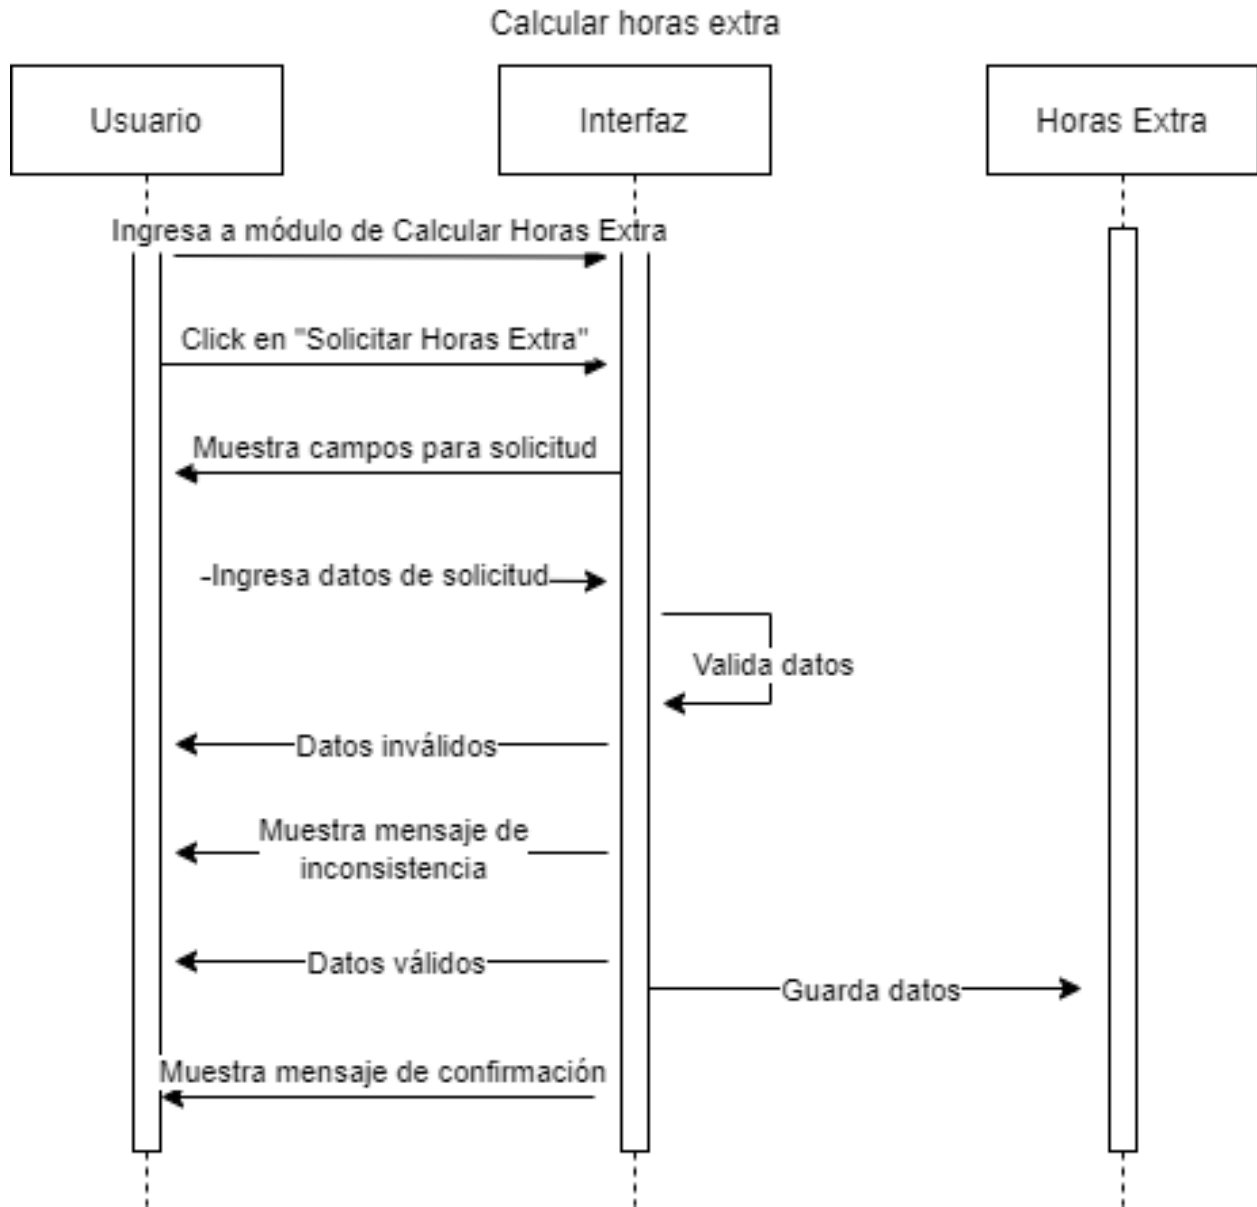 Calcular horas extra
Usuario
Interfaz
Horas Extra
Ingresa a módulo de Calcular Horas Extra
Click en "Solicitar Horas Extra"
Muestra campos para solicitud
-Ingresa datos de solicitud
Valida datos
Datos inválidos
Muestra mensaje de
inconsistencia
Datos válidos
Guarda datos
Muestra mensaje de confirmación